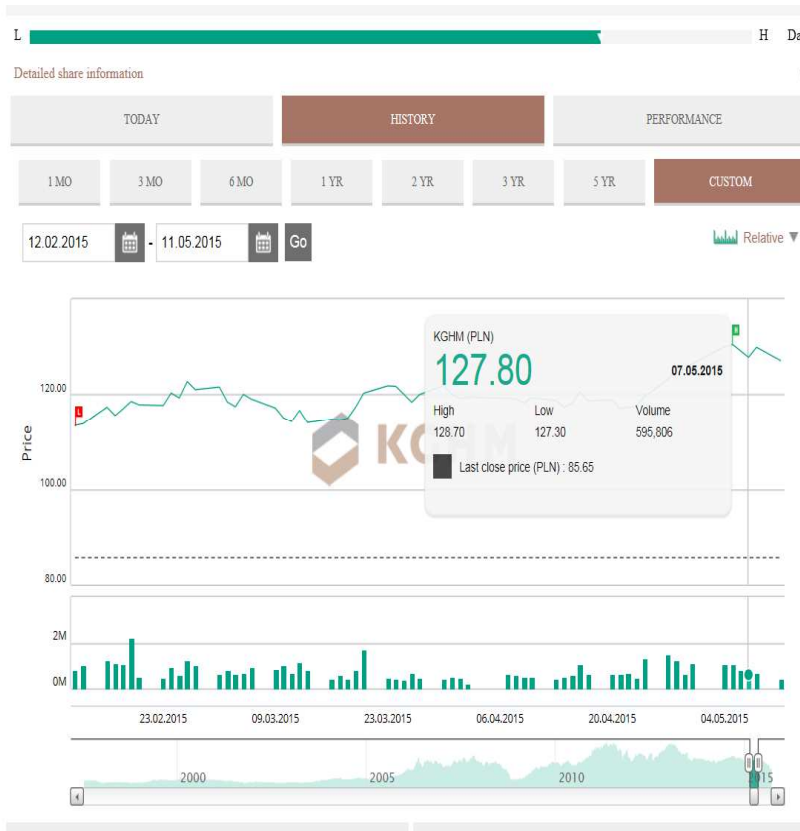 L H Da
Detailed share information
TODAY HISTORY PERFORMANCE
1 MO 3 MO 6 MO 1 YR 2 YR 3 YR 5 YR CUSTOM
12.02.2015 - 11.05.2015 Go Relative
KGHM (PLN)
127.80 07.05.2015
High Low Volume
128.70 127.30 595,806
Last close price (PLN) : 85.65
KGHM
H
L
Price
120.00
100.00
80.00
2M
0M
23.02.2015 09.03.2015 23.03.2015 06.04.2015 20.04.2015 04.05.2015
2000 2005 2010 2015